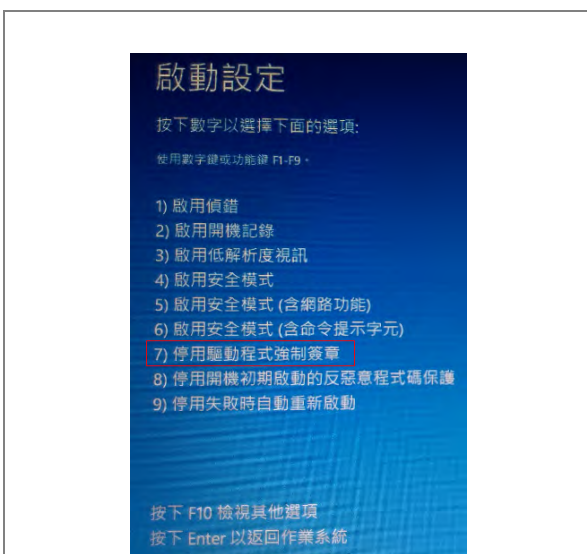 啟動設定
按下數字以選擇下面的選項:
使用數字鍵或功能鍵 F1-F9。
1) 啟用偵錯
2) 啟用開機記錄
3) 啟用低解析度視訊
4) 啟用安全模式
5) 啟用安全模式 (含網路功能)
6) 啟用安全模式 (含命令提示字元)
7) 停用驅動程式強制簽章
8) 停用開機初期啟動的反惡意程式碼保護
9) 停用失敗時自動重新啟動
按下 F10 檢視其他選項
按下 Enter 以返回作業系統